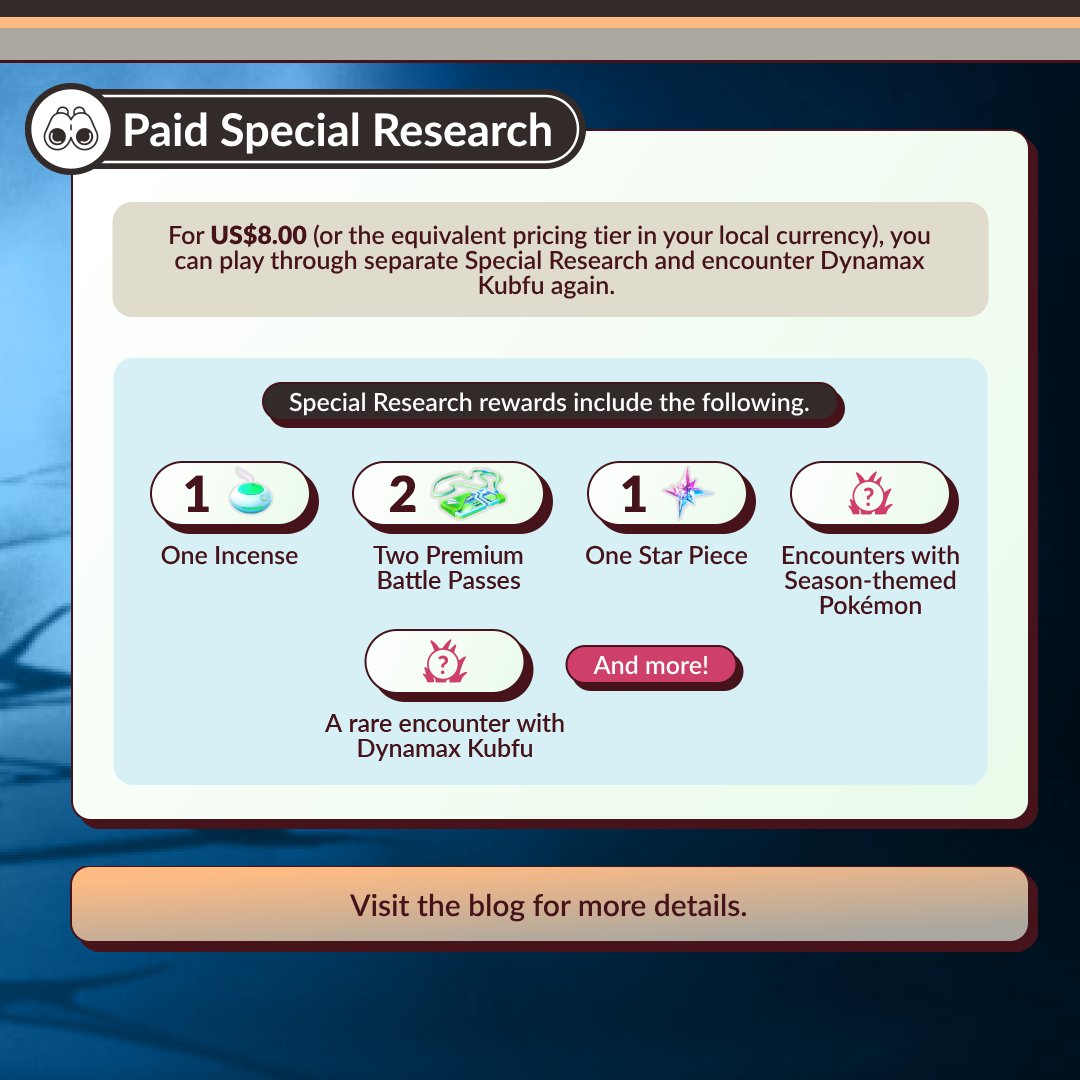 Paid Special Research
For US$8.00 (or the equivalent pricing tier in your local currency), you
can play through separate Special Research and encounter Dynamax
Kubfu again.
Special Research rewards include the following.
1
One Incense
2
Two Premium
Battle Passes
1
One Star Piece
?
Encounters with
Season-themed
Pokémon
?
A rare encounter with
Dynamax Kubfu
And more!
Visit the blog for more details.